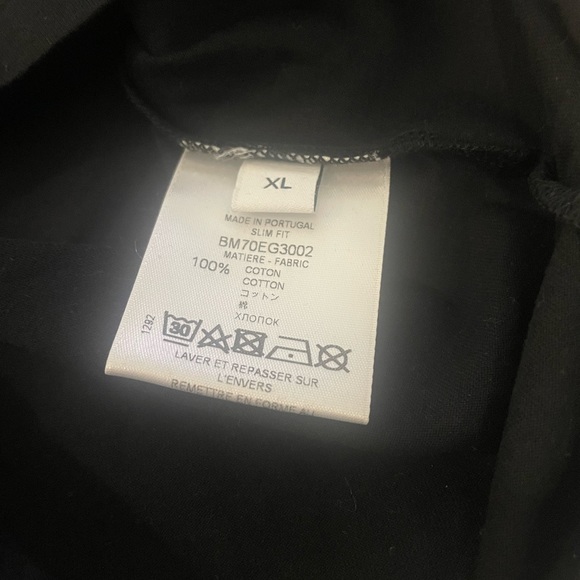 XL
MADE IN PORTUGAL
SLIM FIT
BM70EG3002
MATIERE - FABRIC
100% COTON
COTTON
コットン
綿
ХЛОПОК
1292
30
LAVER ET REPASSER SUR
L'ENVERS
REMETTRE EN FORME AU